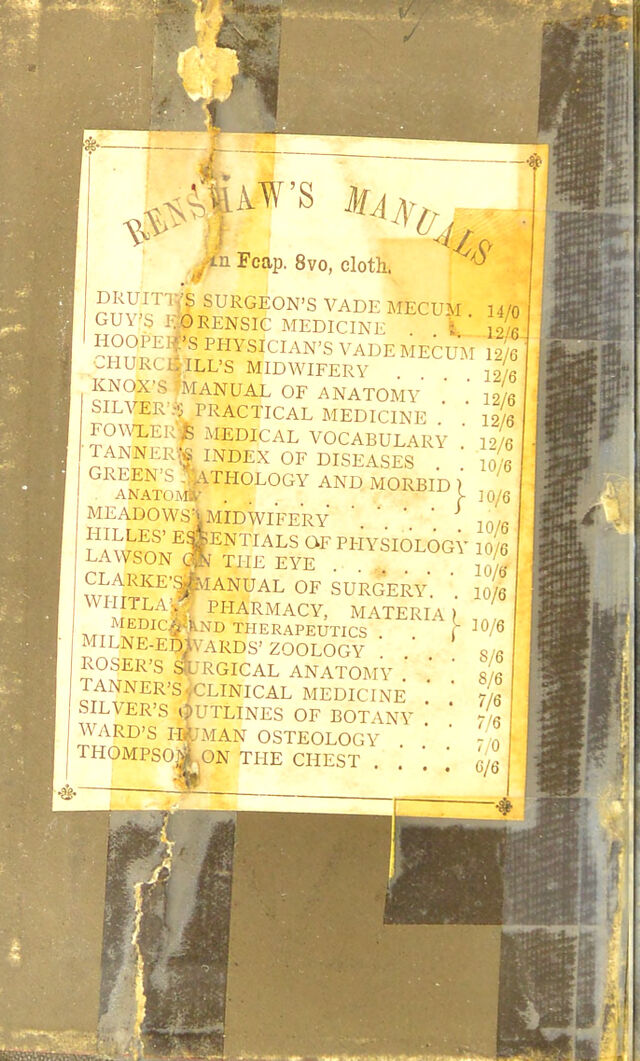 RENSHAW'S MANUALS
In Fcap. 8vo, cloth.
DRUITT'S SURGEON'S VADE MECUM . 14/0
GUY'S FORENSIC MEDICINE . . . 12/6
HOOPER'S PHYSICIAN'S VADE MECUM 12/6
CHURCHILL'S MIDWIFERY . . . . 12/6
KNOX'S MANUAL OF ANATOMY . . 12/6
SILVER'S PRACTICAL MEDICINE . . 12/6
FOWLER'S MEDICAL VOCABULARY . 12/6
TANNER'S INDEX OF DISEASES . . 10/6
GREEN'S PATHOLOGY AND MORBID }
ANATOMY . . . . . . . . . 10/6
MEADOWS' MIDWIFERY . . . . . . 10/6
HILLES' ESSENTIALS OF PHYSIOLOGY 10/6
LAWSON ON THE EYE . . . . . . 10/6
CLARKE'S MANUAL OF SURGERY. . 10/6
WHITLA'S PHARMACY, MATERIA }
MEDICA AND THERAPEUTICS . . . 10/6
MILNE-EDWARDS' ZOOLOGY . . . . 8/6
ROSER'S SURGICAL ANATOMY . . . 8/6
TANNER'S CLINICAL MEDICINE . . 7/6
SILVER'S OUTLINES OF BOTANY . . 7/6
WARD'S HUMAN OSTEOLOGY . . . 7/0
THOMPSON ON THE CHEST . . . . 6/6